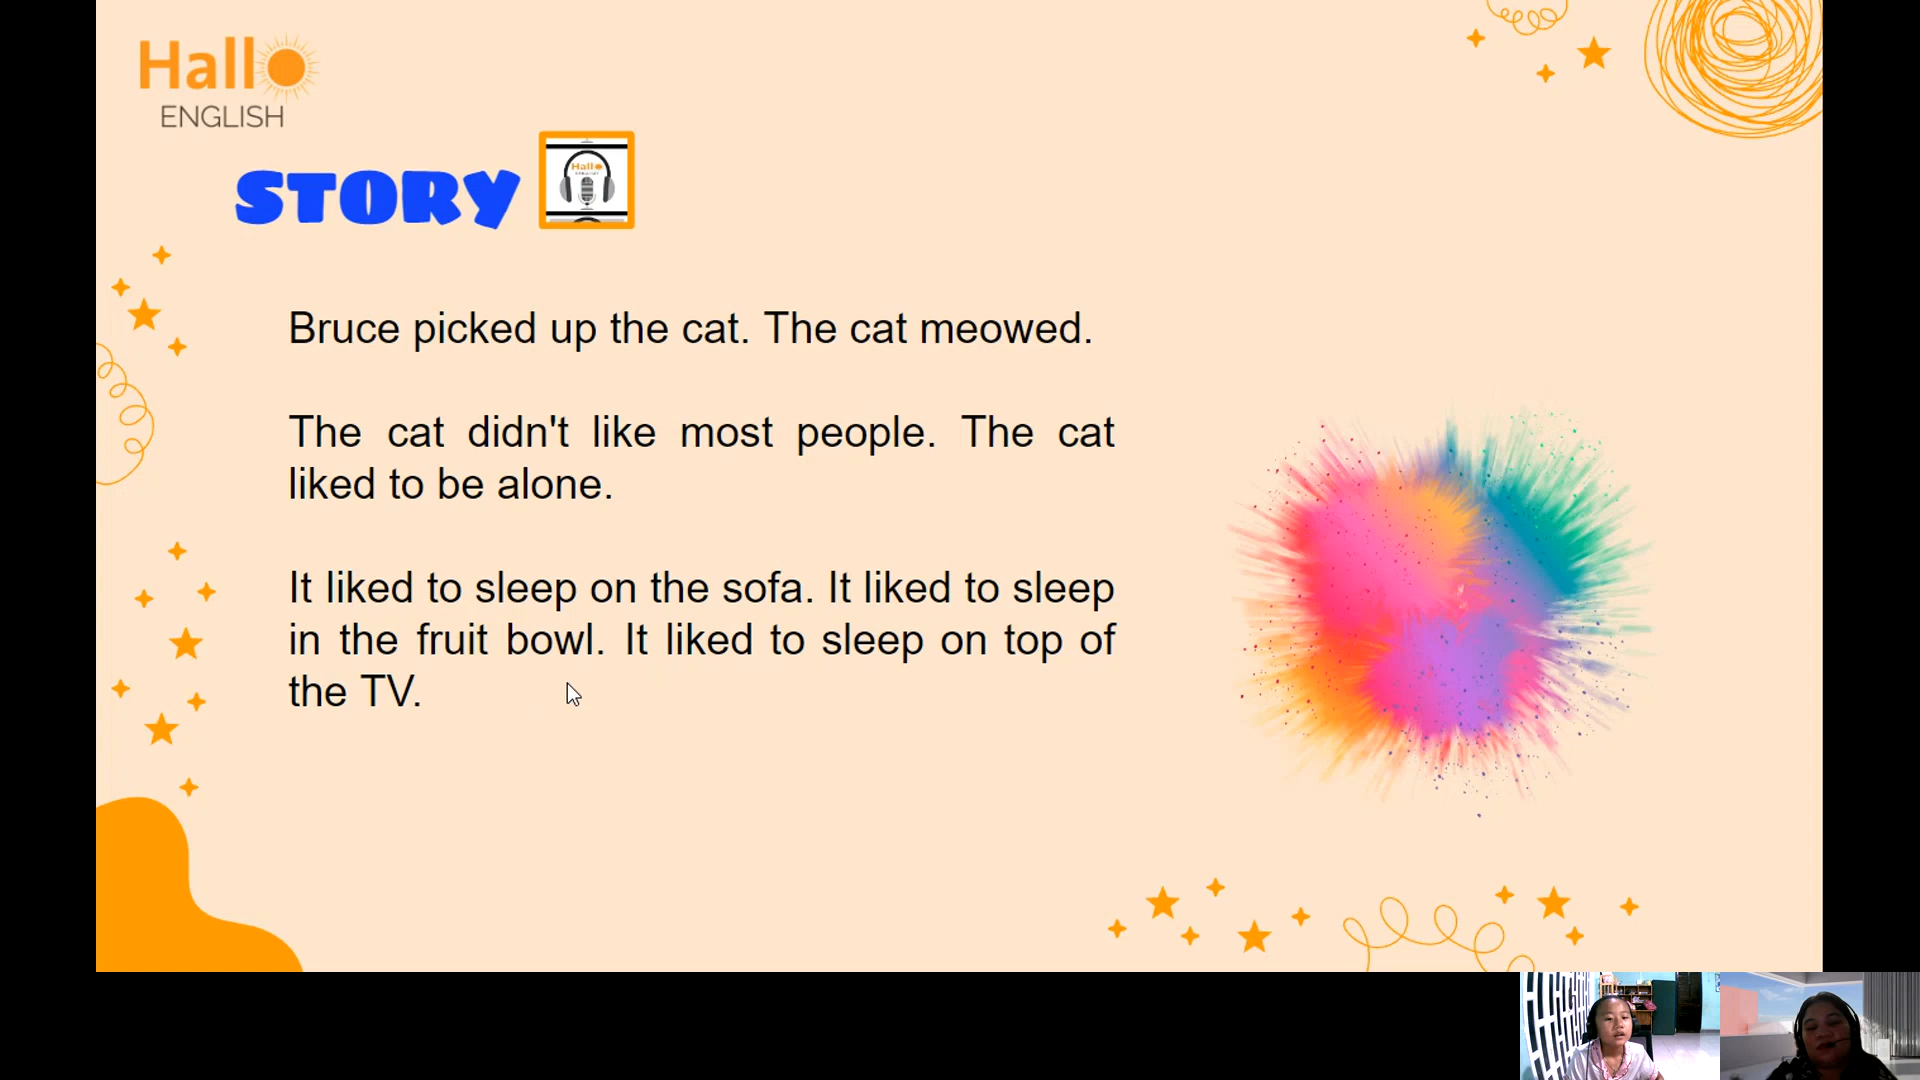 Hallo
ENGLISH
STORY
Hallo
Bruce picked up the cat. The cat meowed.
The cat didn't like most people. The cat
liked to be alone.
It liked to sleep on the sofa. It liked to sleep
in the fruit bowl. It liked to sleep on top of
the TV.